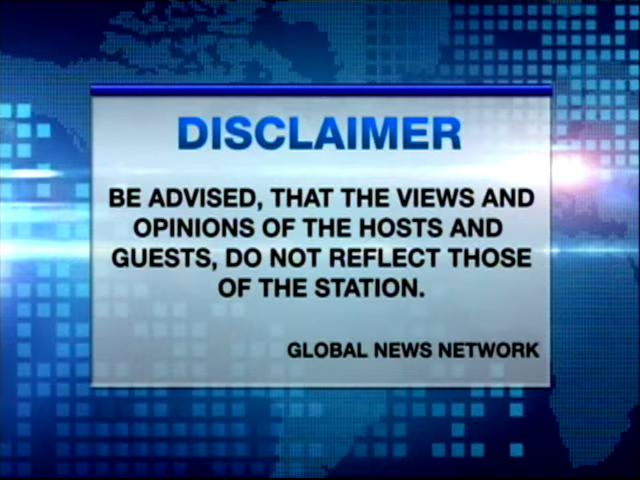 DISCLAIMER
BE ADVISED, THAT THE VIEWS AND
OPINIONS OF THE HOSTS AND
GUESTS, DO NOT REFLECT THOSE
OF THE STATION.
GLOBAL NEWS NETWORK